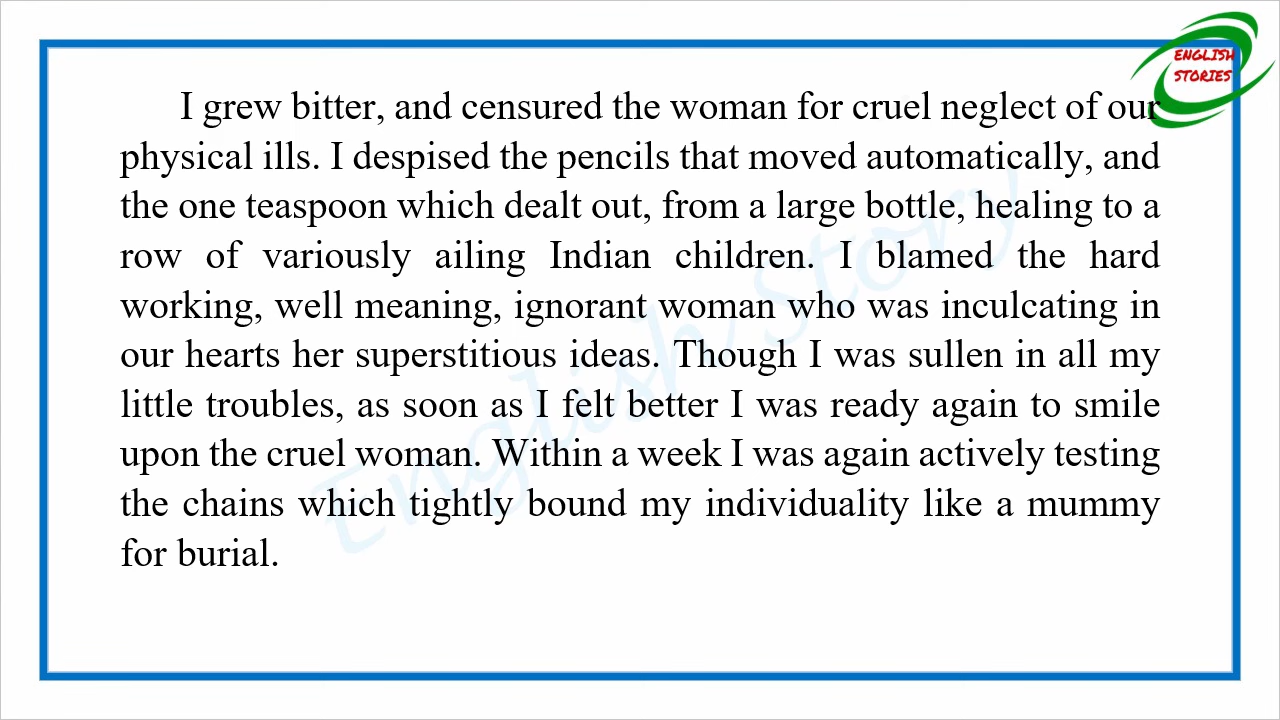 ENGLISH
STORIES
I grew bitter, and censured the woman for cruel neglect of our
physical ills. I despised the pencils that moved automatically, and
the one teaspoon which dealt out, from a large bottle, healing to a
row of variously ailing Indian children. I blamed the hard
working, well meaning, ignorant woman who was inculcating in
our hearts her superstitious ideas. Though I was sullen in all my
little troubles, as soon as I felt better I was ready again to smile
upon the cruel woman. Within a week I was again actively testing
the chains which tightly bound my individuality like a mummy
for burial.
English Story